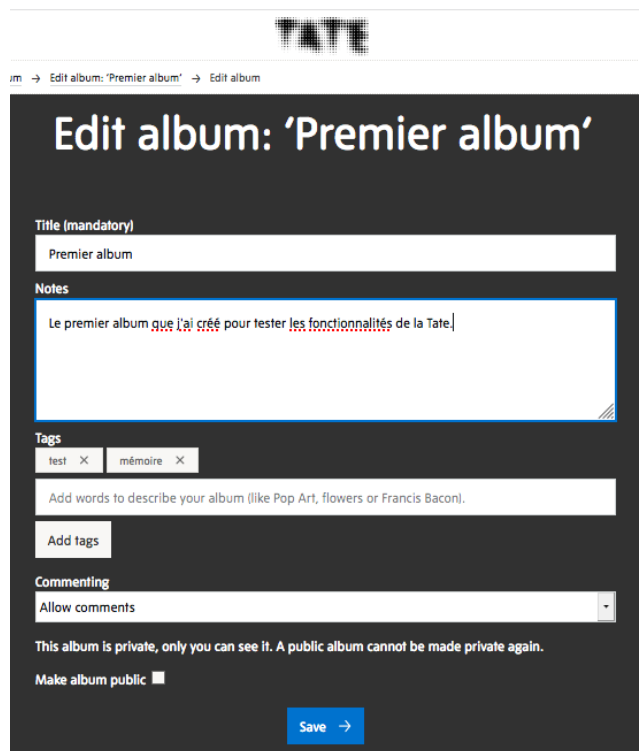 TATE
um → Edit album: ‘Premier album’ → Edit album
Edit album: ‘Premier album’
Title (mandatory)
Premier album
Notes
Le premier album que j'ai créé pour tester les fonctionnalités de la Tate.
Tags
test × mémoire ×
Add words to describe your album (like Pop Art, flowers or Francis Bacon).
Add tags
Commenting
Allow comments
This album is private, only you can see it. A public album cannot be made private again.
Make album public
Save →